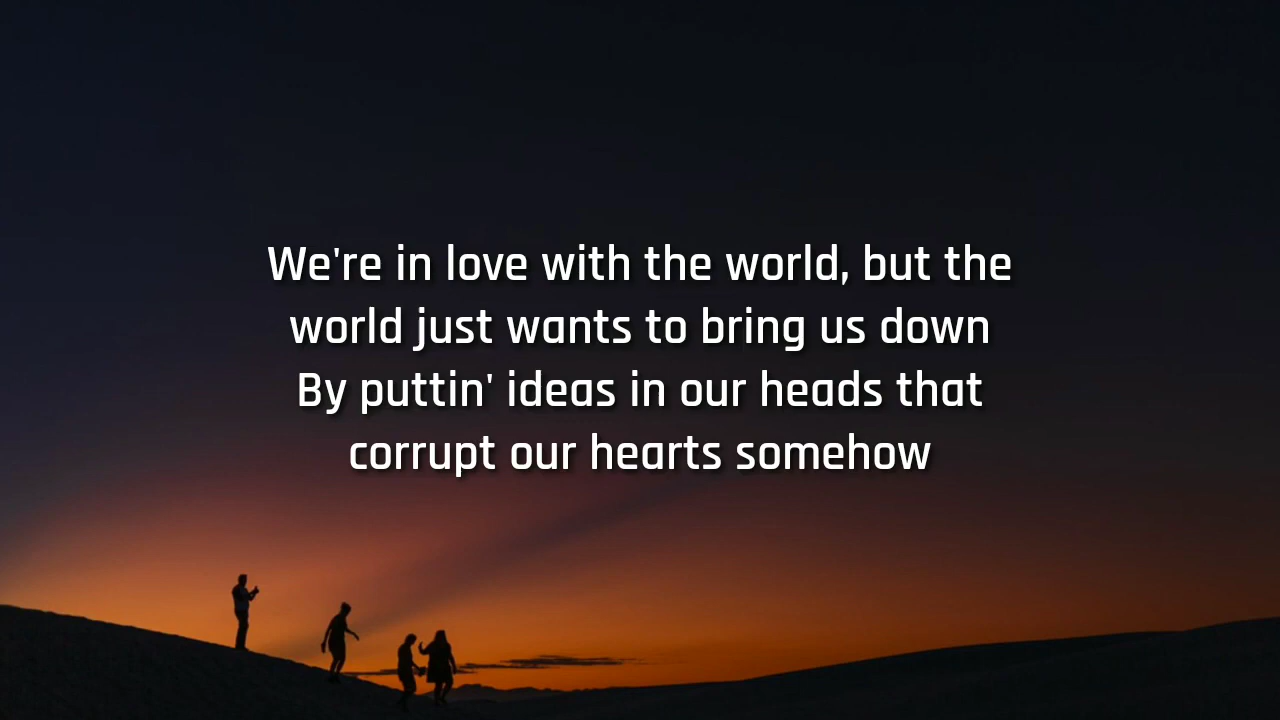 We're in love with the world, but the
world just wants to bring us down
By puttin' ideas in our heads that
corrupt our hearts somehow